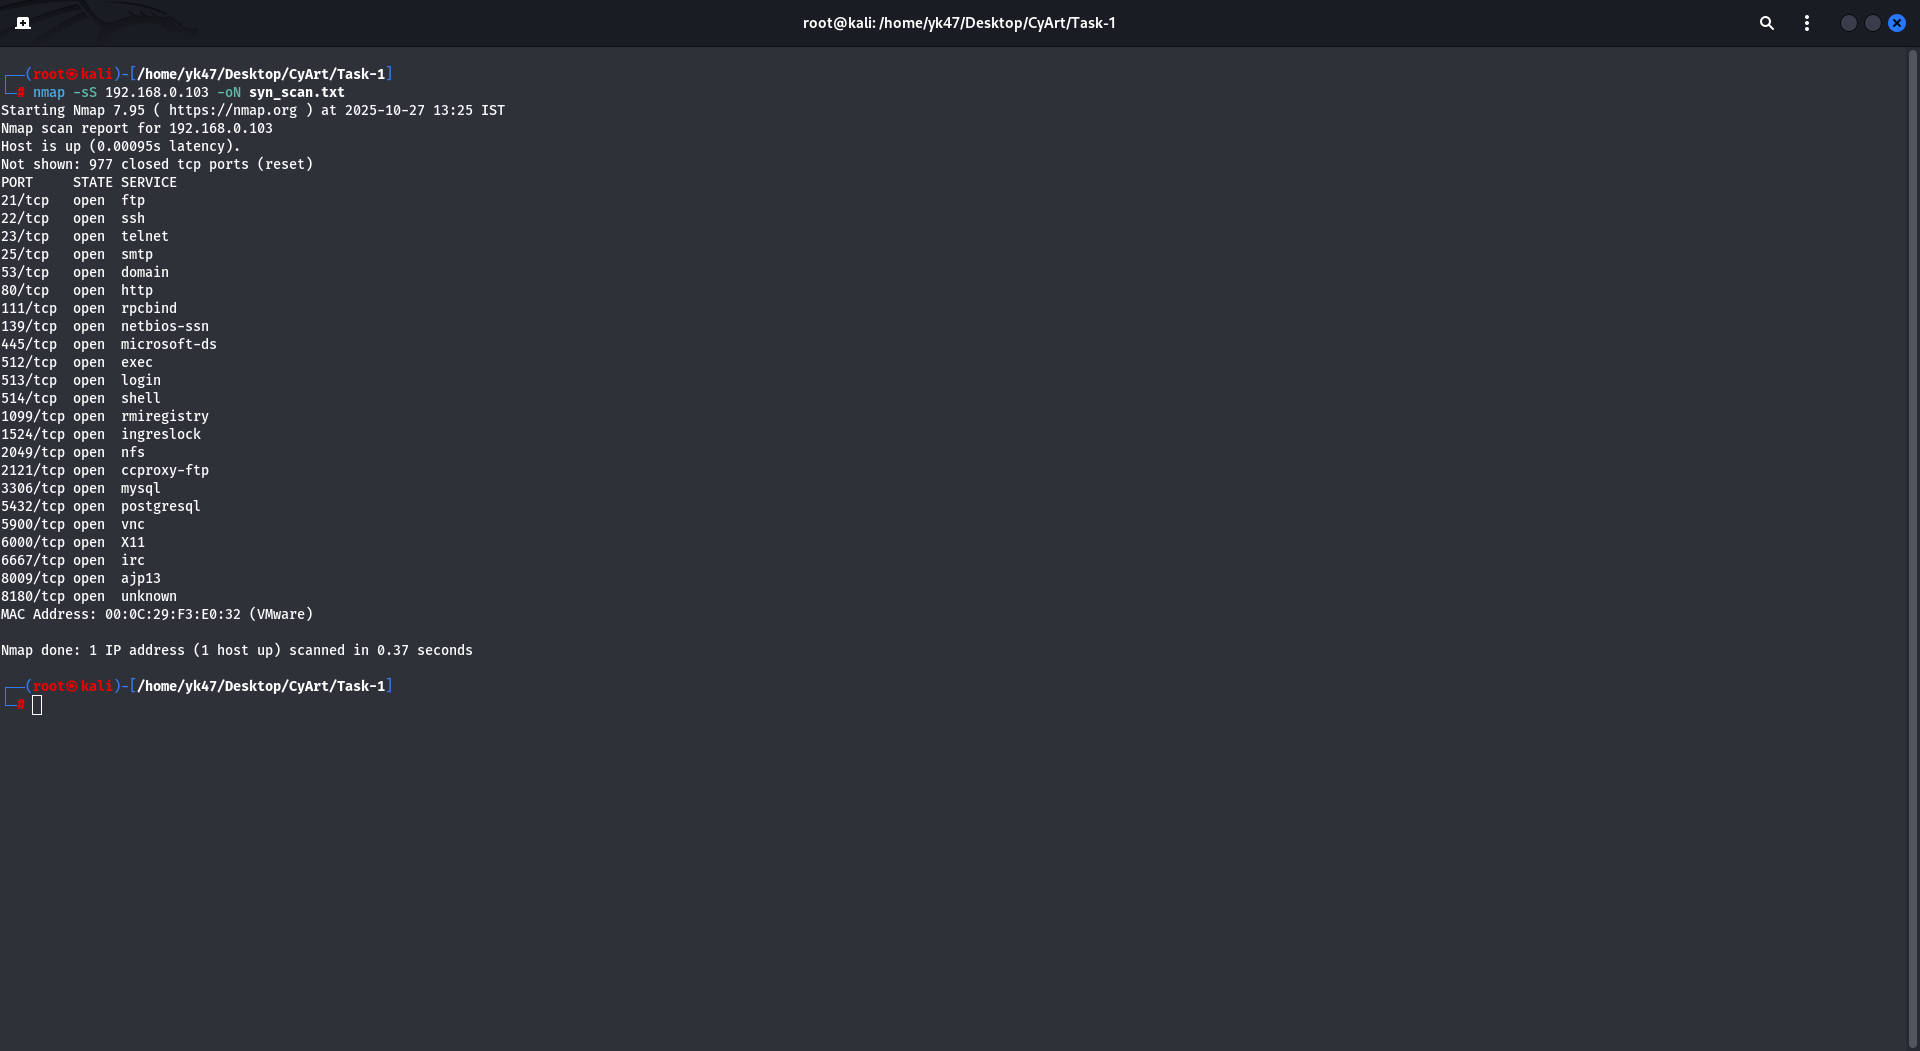 root@kali: /home/yk47/Desktop/CyArt/Task-1
┌──(root㉿kali)-[/home/yk47/Desktop/CyArt/Task-1]
└─# nmap -sS 192.168.0.103 -oN syn_scan.txt
Starting Nmap 7.95 ( https://nmap.org ) at 2025-10-27 13:25 IST
Nmap scan report for 192.168.0.103
Host is up (0.00095s latency).
Not shown: 977 closed tcp ports (reset)
PORT     STATE SERVICE
21/tcp   open  ftp
22/tcp   open  ssh
23/tcp   open  telnet
25/tcp   open  smtp
53/tcp   open  domain
80/tcp   open  http
111/tcp  open  rpcbind
139/tcp  open  netbios-ssn
445/tcp  open  microsoft-ds
512/tcp  open  exec
513/tcp  open  login
514/tcp  open  shell
1099/tcp open  rmiregistry
1524/tcp open  ingreslock
2049/tcp open  nfs
2121/tcp open  ccproxy-ftp
3306/tcp open  mysql
5432/tcp open  postgresql
5900/tcp open  vnc
6000/tcp open  X11
6667/tcp open  irc
8009/tcp open  ajp13
8180/tcp open  unknown
MAC Address: 00:0C:29:F3:E0:32 (VMware)
Nmap done: 1 IP address (1 host up) scanned in 0.37 seconds
┌──(root㉿kali)-[/home/yk47/Desktop/CyArt/Task-1]
└─#